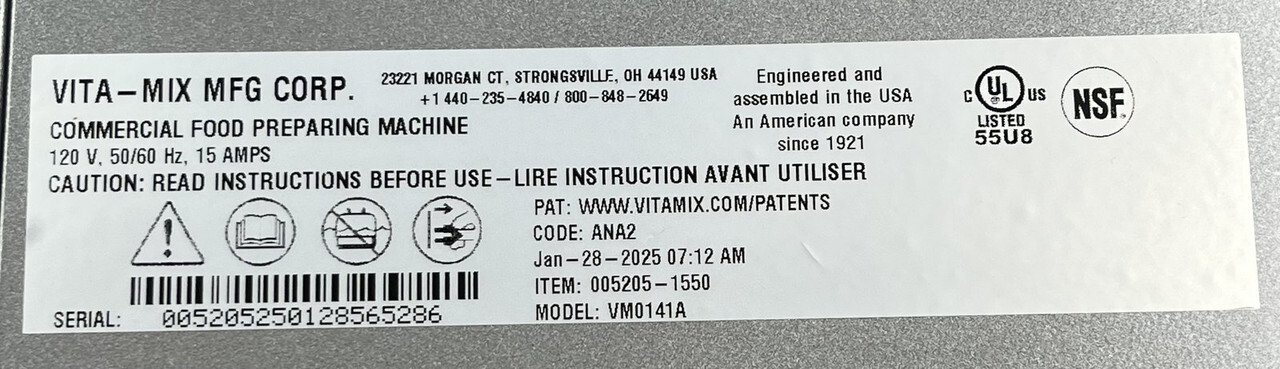 VITA-MIX MFG CORP.
23221 MORGAN CT, STRONGSVILLE, OH 44149 USA
+1 440-235-4840 / 800-848-2649
Engineered and
assembled in the USA
An American company
since 1921
C UL US
LISTED
55U8
NSF.
COMMERCIAL FOOD PREPARING MACHINE
120 V, 50/60 Hz, 15 AMPS
CAUTION: READ INSTRUCTIONS BEFORE USE-LIRE INSTRUCTION AVANT UTILISER
PAT: WWW.VITAMIX.COM/PATENTS
CODE: ANA2
Jan-28-2025 07:12 AM
ITEM: 005205-1550
MODEL: VM0141A
SERIAL: 005205250128565286